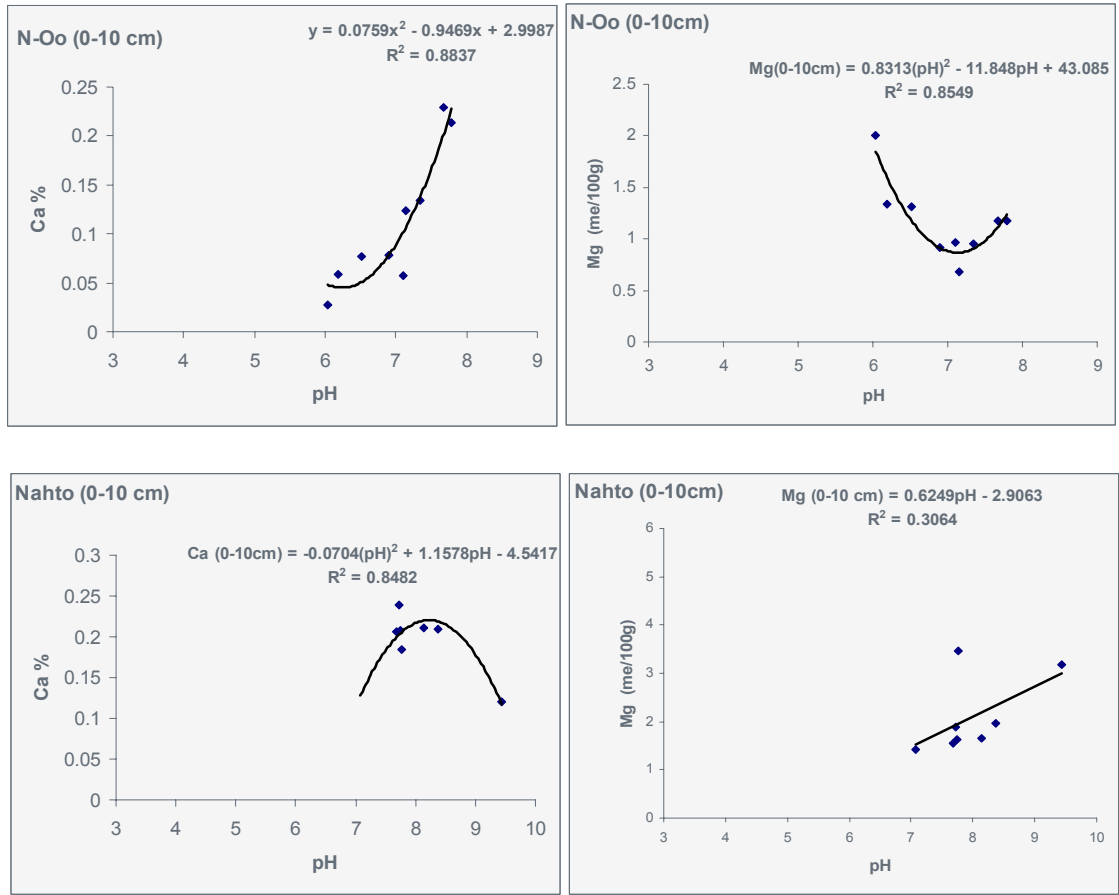 N-Oo (0-10 cm)
y = 0.0759x² - 0.9469x + 2.9987
R² = 0.8837
0.25
0.2
0.15
0.1
0.05
0
Ca %
3 4 5 6 7 8 9
pH
N-Oo (0-10cm)
Mg(0-10cm) = 0.8313(pH)² - 11.848pH + 43.085
R² = 0.8549
2.5
2
1.5
1
0.5
0
Mg (me/100g)
3 4 5 6 7 8 9
pH
Nahto (0-10 cm)
Ca (0-10cm) = -0.0704(pH)² + 1.1578pH - 4.5417
R² = 0.8482
0.3
0.25
0.2
0.15
0.1
0.05
0
Ca %
3 4 5 6 7 8 9 10
pH
Nahto (0-10cm)
Mg (0-10 cm) = 0.6249pH - 2.9063
R² = 0.3064
6
5
4
3
2
1
0
Mg (me/100g)
3 4 5 6 7 8 9 10
pH